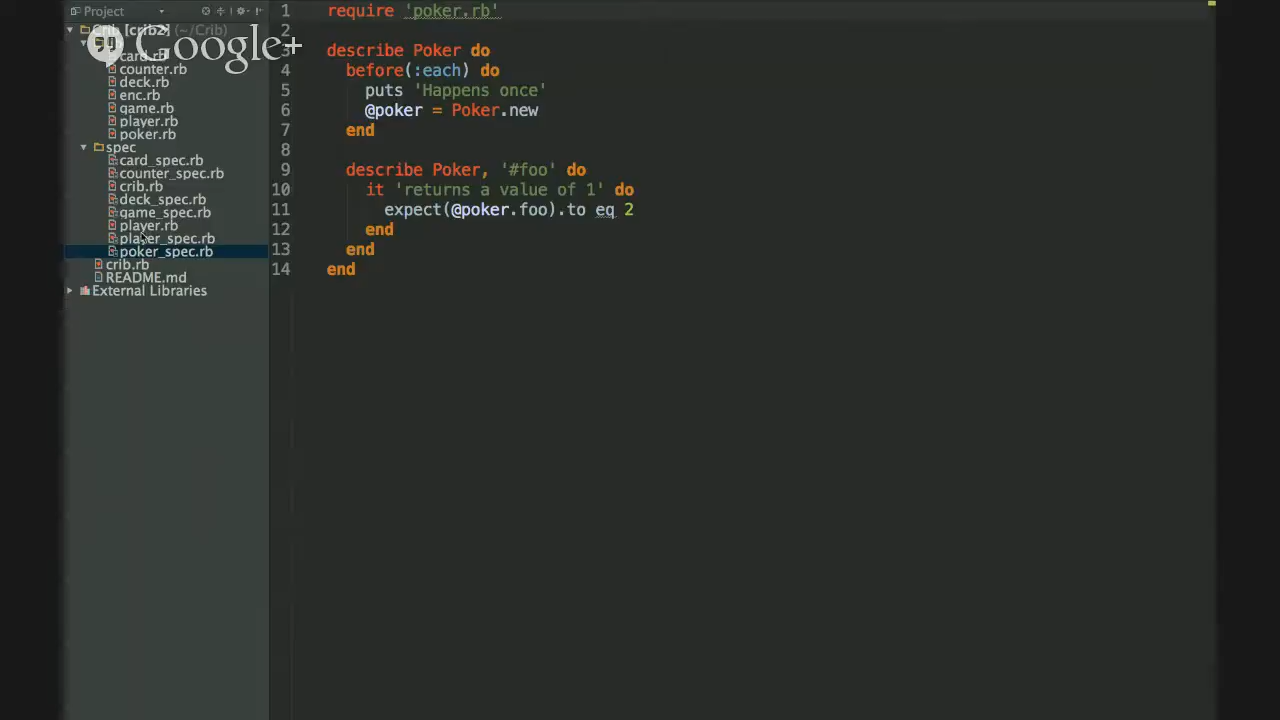 Project
Crib [crib2] (~/Crib)
Google+
card.rb
counter.rb
deck.rb
enc.rb
game.rb
player.rb
poker.rb
spec
card_spec.rb
counter_spec.rb
crib.rb
deck_spec.rb
game_spec.rb
player.rb
player_spec.rb
poker_spec.rb
crib.rb
README.md
External Libraries
1 require 'poker.rb'
2
3 describe Poker do
4 before(:each) do
5 puts 'Happens once'
6 @poker = Poker.new
7 end
8
9 describe Poker, '#foo' do
10 it 'returns a value of 1' do
11 expect(@poker.foo).to eq 2
12 end
13 end
14 end